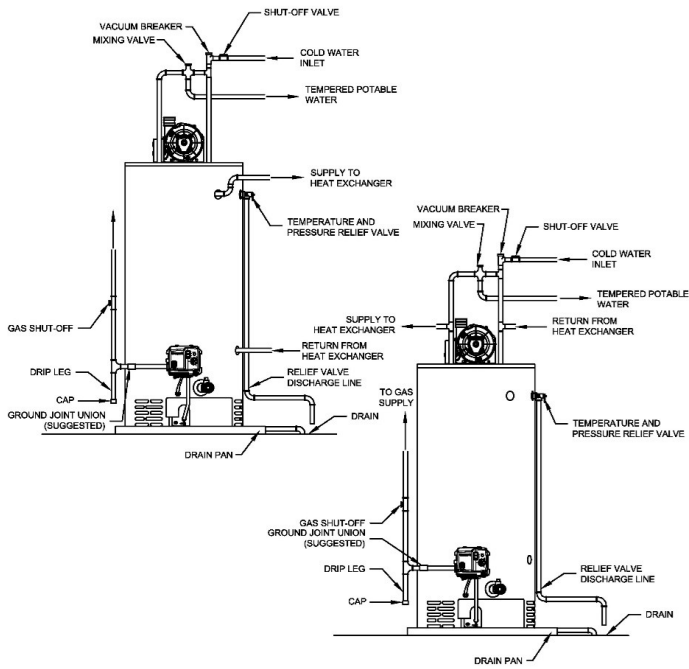 SHUT-OFF VALVE
VACUUM BREAKER
MIXING VALVE
COLD WATER
INLET
TEMPERED POTABLE
WATER
SUPPLY TO
HEAT EXCHANGER
TEMPERATURE AND
PRESSURE RELIEF VALVE
GAS SHUT-OFF
RETURN FROM
HEAT EXCHANGER
DRIP LEG
RELIEF VALVE
DISCHARGE LINE
CAP
GROUND JOINT UNION
(SUGGESTED)
DRAIN
DRAIN PAN
VACUUM BREAKER
MIXING VALVE
SHUT-OFF VALVE
COLD WATER
INLET
TEMPERED POTABLE
WATER
SUPPLY TO
HEAT EXCHANGER
RETURN FROM
HEAT EXCHANGER
TO GAS
SUPPLY
TEMPERATURE AND
PRESSURE RELIEF VALVE
GAS SHUT-OFF
GROUND JOINT UNION
(SUGGESTED)
DRIP LEG
RELIEF VALVE
DISCHARGE LINE
CAP
DRAIN
DRAIN PAN